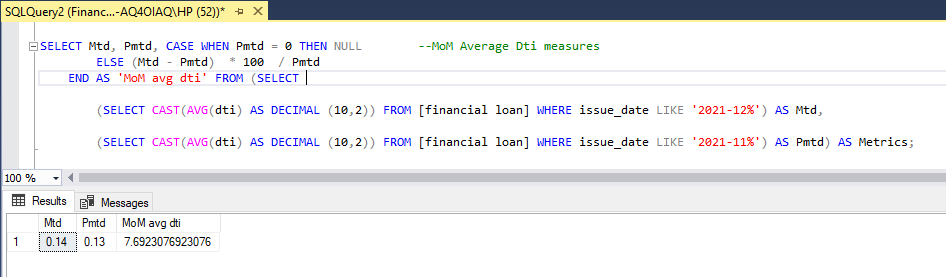 SQLQuery2 (Financ...-AQ4OIAQ\HP (52))*
SELECT Mtd, Pmtd, CASE WHEN Pmtd = 0 THEN NULL --MoM Average Dti measures
ELSE (Mtd - Pmtd) * 100 / Pmtd
END AS 'MoM avg dti' FROM (SELECT
(SELECT CAST(AVG(dti) AS DECIMAL (10,2)) FROM [financial loan] WHERE issue_date LIKE '2021-12%') AS Mtd,
(SELECT CAST(AVG(dti) AS DECIMAL (10,2)) FROM [financial loan] WHERE issue_date LIKE '2021-11%') AS Pmtd) AS Metrics;
100 %
Results Messages
Mtd Pmtd MoM avg dti
1 0.14 0.13 7.6923076923076